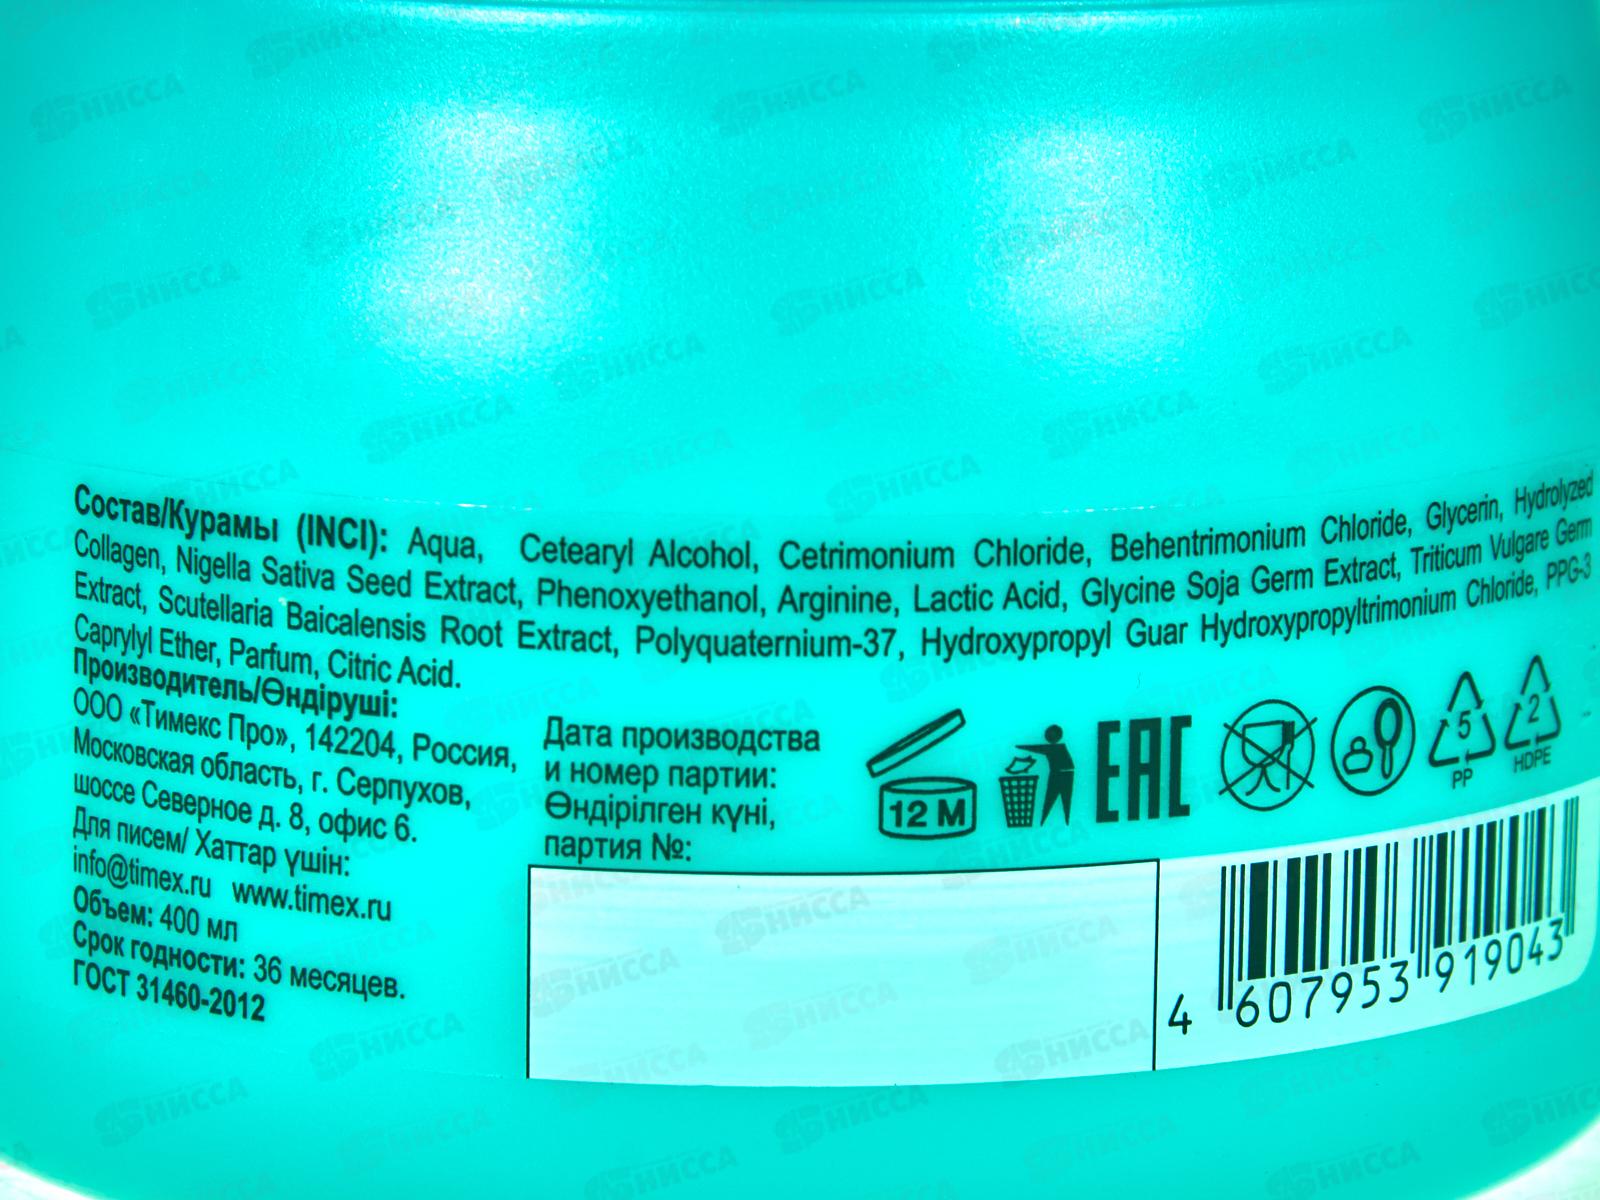 Состав/Курамы (INCI): Aqua, Cetearyl Alcohol, Cetrimonium Chloride, Behentrimonium Chloride, Glycerin, Hydrolyzed
Collagen, Nigella Sativa Seed Extract, Phenoxyethanol, Arginine, Lactic Acid, Glycine Soja Germ Extract, Triticum Vulgare Germ
Extract, Scutellaria Baicalensis Root Extract, Polyquaternium-37, Hydroxypropyl Guar Hydroxypropyltrimonium Chloride, PPG-3
Caprylyl Ether, Parfum, Citric Acid.
Производитель/Өндіруші:
ООО «Тимекс Про», 142204, Россия,
Московская область, г. Серпухов,
шоссе Северное д. 8, офис 6.
Для писем/ Хаттар үшін:
info@timex.ru www.timex.ru
Объем: 400 мл
Срок годности: 36 месяцев.
ГОСТ 31460-2012
Дата производства
и номер партии:
Өндірілген күні,
партия №:
12 M
EAC
5
PP
2
HDPE
4 607953 919043
НИССА